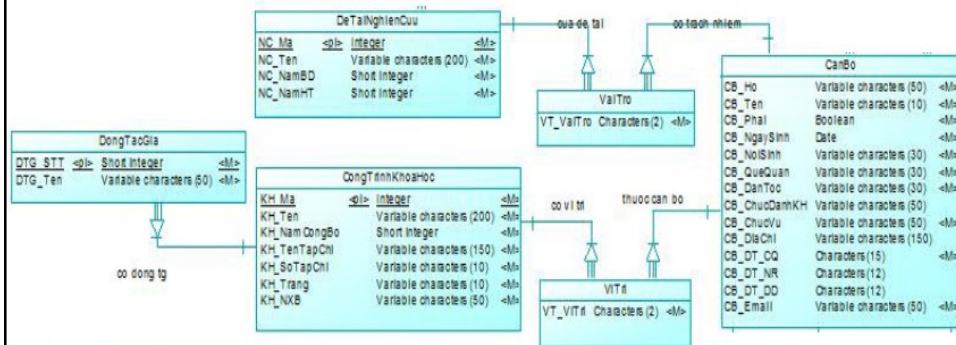 DeTaiNghienCuu
NC_Ma <pi> Integer <M>
NC_Ten Variable characters (200) <M>
NC_NamBD Short Integer <M>
NC_NamHT Short Integer <M>
cua de tai
co trach nhiem
VaiTro
VT_VaiTro Characters (2) <M>
CanBo
CB_Ho Variable characters (50) <M>
CB_Ten Variable characters (10) <M>
CB_Phai Boolean <M>
CB_NgaySinh Date <M>
CB_NoiSinh Variable characters (30) <M>
CB_QueQuan Variable characters (30) <M>
CB_DanToc Variable characters (30) <M>
CB_ChucDanhKH Variable characters (50)
CB_ChucVu Variable characters (50) <M>
CB_DiaChi Variable characters (150)
CB_DT_CQ Characters (15) <M>
CB_DT_NR Characters (12)
CB_DT_DD Characters (12)
CB_Email Variable characters (50) <M>
DongTacGia
DTG_STT <pi> Short Integer <M>
DTG_Ten Variable characters (50) <M>
co dong tg
CongTrinhKhoaHoc
KH_Ma <pi> Integer <M>
KH_Ten Variable characters (200) <M>
KH_NamCongBo Short Integer <M>
KH_TenTapChi Variable characters (150) <M>
KH_SoTapChi Variable characters (10) <M>
KH_Trang Variable characters (10) <M>
KH_NXB Variable characters (50) <M>
co vi tri
thuoc can bo
ViTri
VT_ViTri Characters (2) <M>